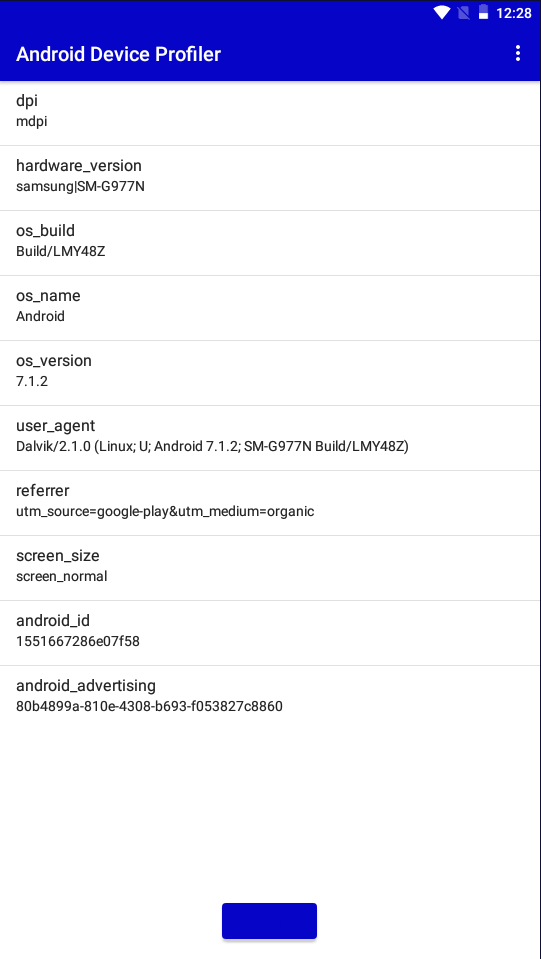 12:28
Android Device Profiler
dpi
mdpi
hardware_version
samsung|SM-G977N
os_build
Build/LMY48Z
os_name
Android
os_version
7.1.2
user_agent
Dalvik/2.1.0 (Linux; U; Android 7.1.2; SM-G977N Build/LMY48Z)
referrer
utm_source=google-play&utm_medium=organic
screen_size
screen_normal
android_id
1551667286e07f58
android_advertising
80b4899a-810e-4308-b693-f053827c8860